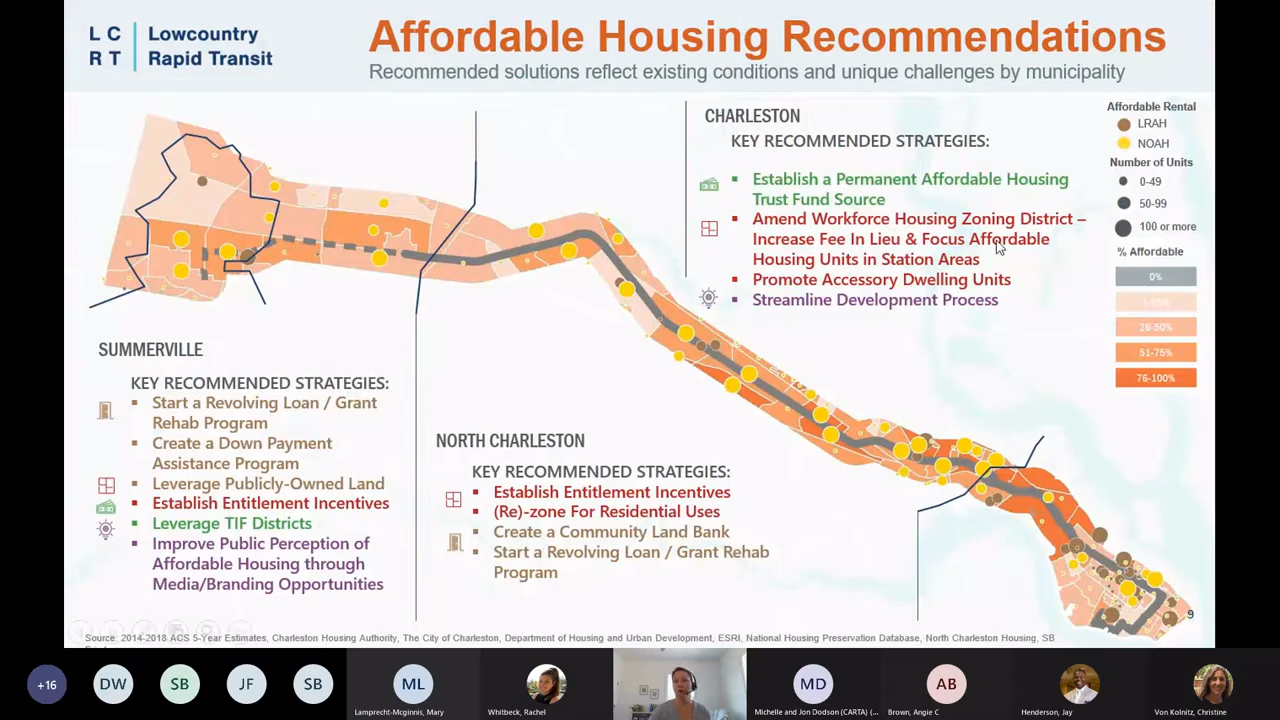 L C
R T
Lowcountry
Rapid Transit
Affordable Housing Recommendations
Recommended solutions reflect existing conditions and unique challenges by municipality
CHARLESTON
KEY RECOMMENDED STRATEGIES:
▪ Establish a Permanent Affordable Housing
Trust Fund Source
▪ Amend Workforce Housing Zoning District –
Increase Fee In Lieu & Focus Affordable
Housing Units in Station Areas
▪ Promote Accessory Dwelling Units
▪ Streamline Development Process
Affordable Rental
LRAH
NOAH
Number of Units
0-49
50-99
100 or more
% Affordable
0%
1-25%
26-50%
51-75%
76-100%
SUMMERVILLE
KEY RECOMMENDED STRATEGIES:
▪ Start a Revolving Loan / Grant
Rehab Program
▪ Create a Down Payment
Assistance Program
▪ Leverage Publicly-Owned Land
▪ Establish Entitlement Incentives
▪ Leverage TIF Districts
▪ Improve Public Perception of
Affordable Housing through
Media/Branding Opportunities
NORTH CHARLESTON
KEY RECOMMENDED STRATEGIES:
▪ Establish Entitlement Incentives
▪ (Re)-zone For Residential Uses
▪ Create a Community Land Bank
▪ Start a Revolving Loan / Grant Rehab
Program
9
Source: 2014-2018 ACS 5-Year Estimates, Charleston Housing Authority, The City of Charleston, Department of Housing and Urban Development, ESRI, National Housing Preservation Database, North Charleston Housing, SB
+16
DW
SB
JF
SB
ML
Lamprecht-Mcginnis, Mary
Whitbeck, Rachel
MD
Michelle and Jon Dodson (CARTA) (...
AB
Brown, Angie C
Henderson, Jay
Von Kolnitz, Christine